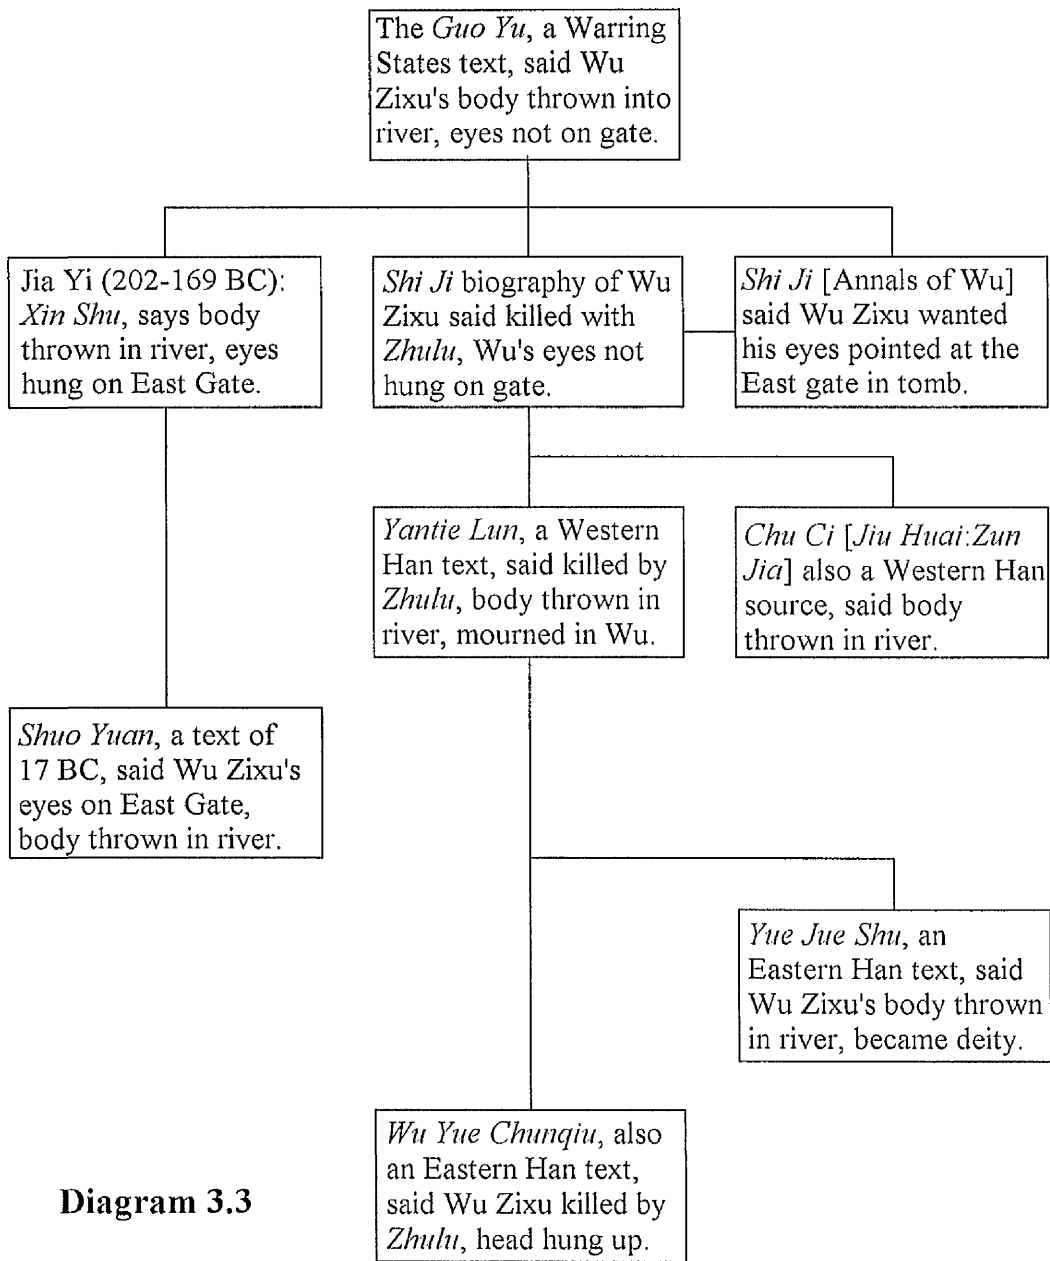 The Guo Yu, a Warring
States text, said Wu
Zixu's body thrown into
river, eyes not on gate.
Jia Yi (202-169 BC):
Xin Shu, says body
thrown in river, eyes
hung on East Gate.
Shi Ji biography of Wu
Zixu said killed with
Zhulu, Wu's eyes not
hung on gate.
Shi Ji [Annals of Wu]
said Wu Zixu wanted
his eyes pointed at the
East gate in tomb.
Yantie Lun, a Western
Han text, said killed by
Zhulu, body thrown in
river, mourned in Wu.
Chu Ci [Jiu Huai:Zun
Jia] also a Western Han
source, said body
thrown in river.
Shuo Yuan, a text of
17 BC, said Wu Zixu's
eyes on East Gate,
body thrown in river.
Yue Jue Shu, an
Eastern Han text, said
Wu Zixu's body thrown
in river, became deity.
Wu Yue Chunqiu, also
an Eastern Han text,
said Wu Zixu killed by
Zhulu, head hung up.
Diagram 3.3